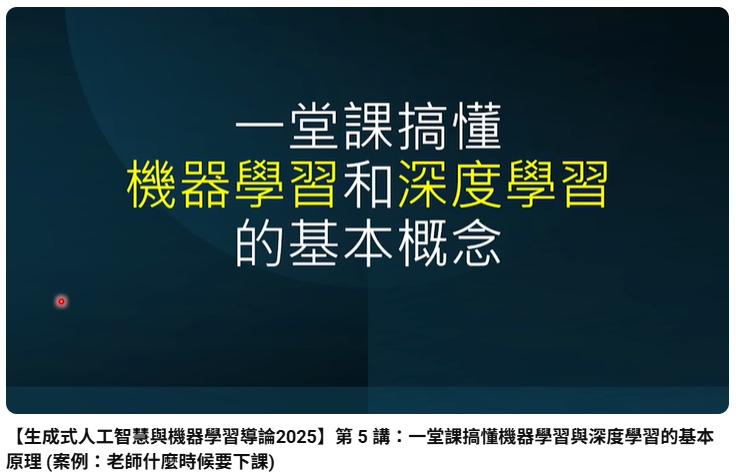 一堂課搞懂
機器學習和深度學習
的基本概念
【生成式人工智慧與機器學習導論2025】第 5 講：一堂課搞懂機器學習與深度學習的基本
原理 (案例：老師什麼時候要下課)